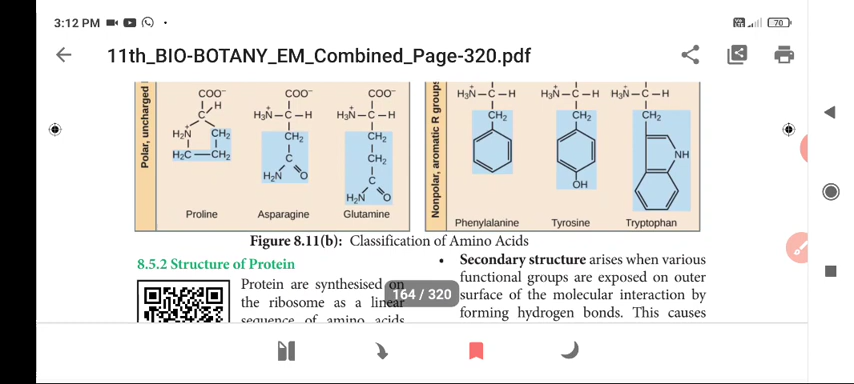 3:12 PM
70
11th_BIO-BOTANY_EM_Combined_Page-320.pdf
Polar, uncharged
COO⁻
H
C
H₂N⁺
CH₂
H₂C
CH₂
Proline
COO⁻
H₃N⁺—C—H
CH₂
C
H₂N
O
Asparagine
COO⁻
H₃N⁺—C—H
CH₂
CH₂
C
H₂N
O
Glutamine
Nonpolar, aromatic R groups
H₃N⁺—C—H
CH₂
Phenylalanine
H₃N⁺—C—H
CH₂
OH
Tyrosine
H₃N⁺—C—H
CH₂
NH
Tryptophan
Figure 8.11(b): Classification of Amino Acids
8.5.2 Structure of Protein
Protein are synthesised on
the ribosome as a linear
sequence of amino acids
164 / 320
• Secondary structure arises when various
functional groups are exposed on outer
surface of the molecular interaction by
forming hydrogen bonds. This causes